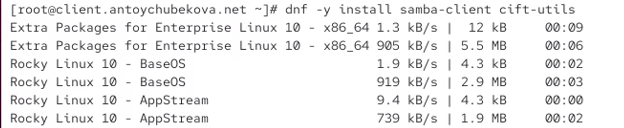 [root@client.antoychubekova.net ~]# dnf -y install samba-client cift-utils
Extra Packages for Enterprise Linux 10 - x86_64 1.3 kB/s |  12 kB     00:09
Extra Packages for Enterprise Linux 10 - x86_64 905 kB/s | 5.5 MB     00:06
Rocky Linux 10 - BaseOS                         1.9 kB/s | 4.3 kB     00:02
Rocky Linux 10 - BaseOS                         919 kB/s | 2.9 MB     00:03
Rocky Linux 10 - AppStream                      9.4 kB/s | 4.3 kB     00:00
Rocky Linux 10 - AppStream                      739 kB/s | 1.9 MB     00:02